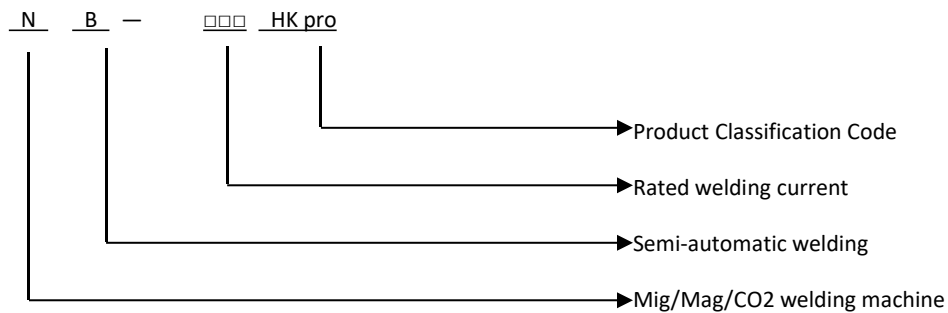 N B — □□□ HK pro
Product Classification Code
Rated welding current
Semi-automatic welding
Mig/Mag/CO2 welding machine